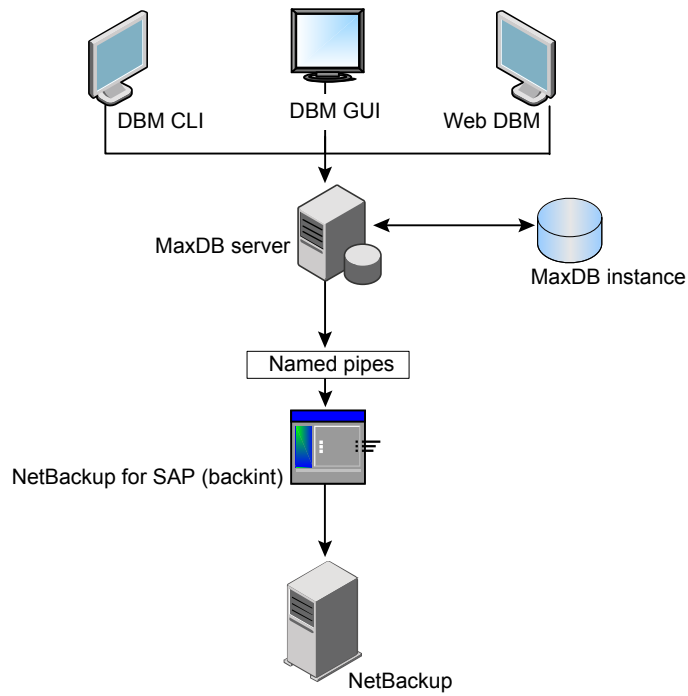 DBM CLI
DBM GUI
Web DBM
MaxDB server
MaxDB instance
Named pipes
NetBackup for SAP (backint)
NetBackup